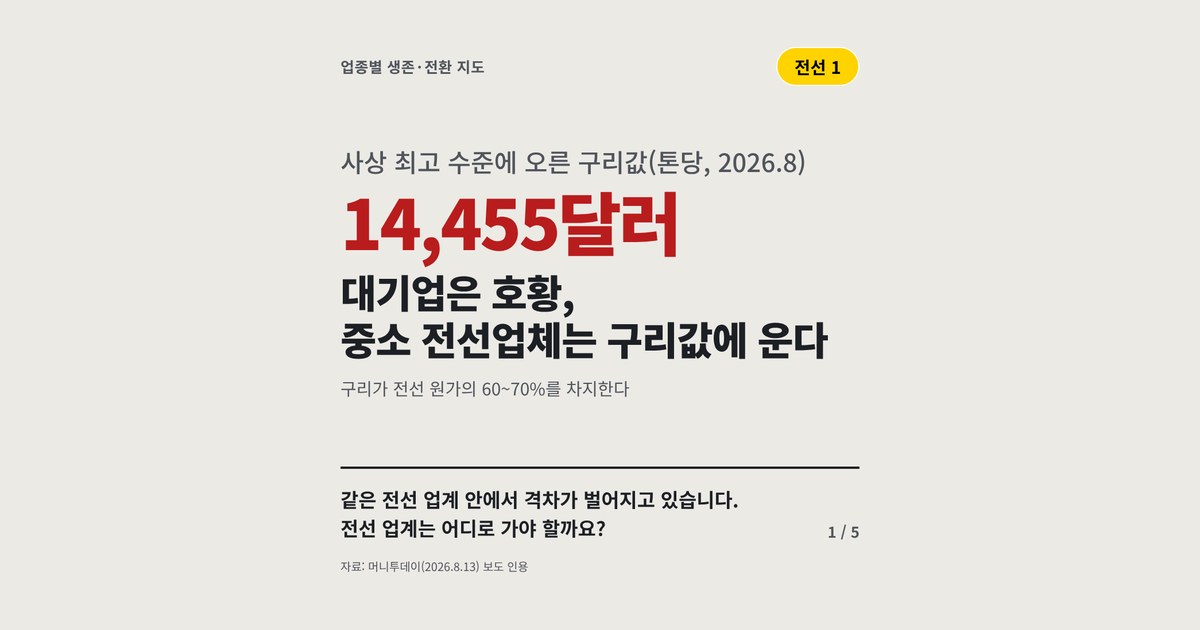 업종별 생존·전환 지도
전선 1
사상 최고 수준에 오른 구리값(톤당, 2026.8)
14,455달러
대기업은 호황,
중소 전선업체는 구리값에 운다
구리가 전선 원가의 60~70%를 차지한다
같은 전선 업계 안에서 격차가 벌어지고 있습니다.
전선 업계는 어디로 가야 할까요?
1 / 5
자료: 머니투데이(2026.8.13) 보도 인용